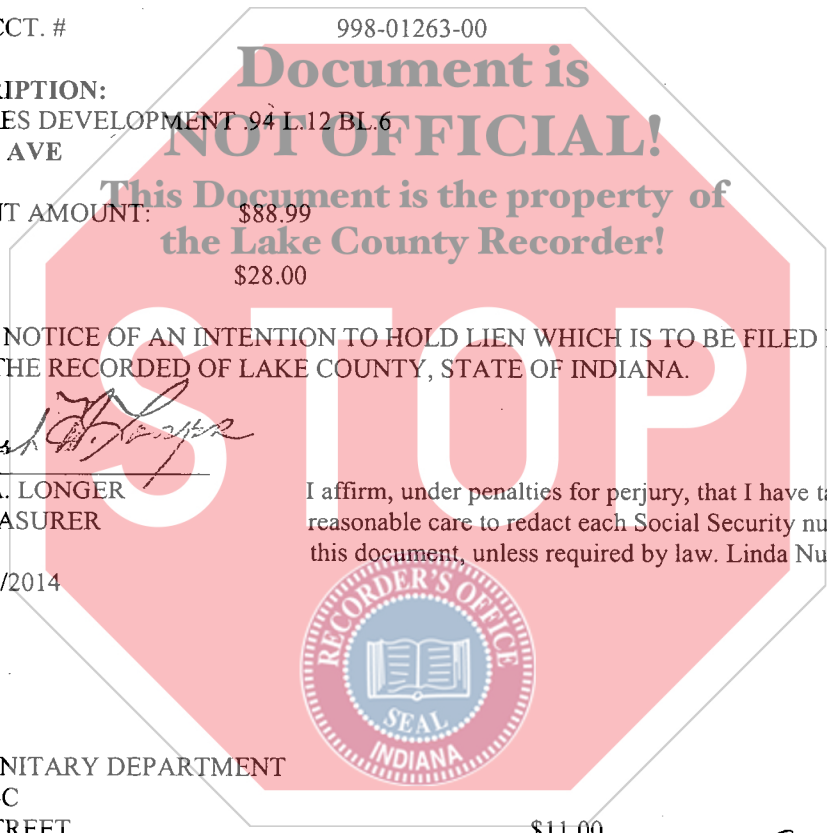 CCT. # 998-01263-00
Document is
RIPTION:
ES DEVELOPMENT .94 L.12 BL.6
NOT OFFICIAL!
AVE
This Document is the property of
T AMOUNT: $88.99
the Lake County Recorder!
$28.00
NOTICE OF AN INTENTION TO HOLD LIEN WHICH IS TO BE FILED
THE RECORDED OF LAKE COUNTY, STATE OF INDIANA.
STOP
. LONGER I affirm, under penalties for perjury, that I have ta
ASURER reasonable care to redact each Social Security nu
this document, unless required by law. Linda Nu
/2014
RECORDER'S OFFICE
SEAL
INDIANA
NITARY DEPARTMENT
C
TREET $11.00